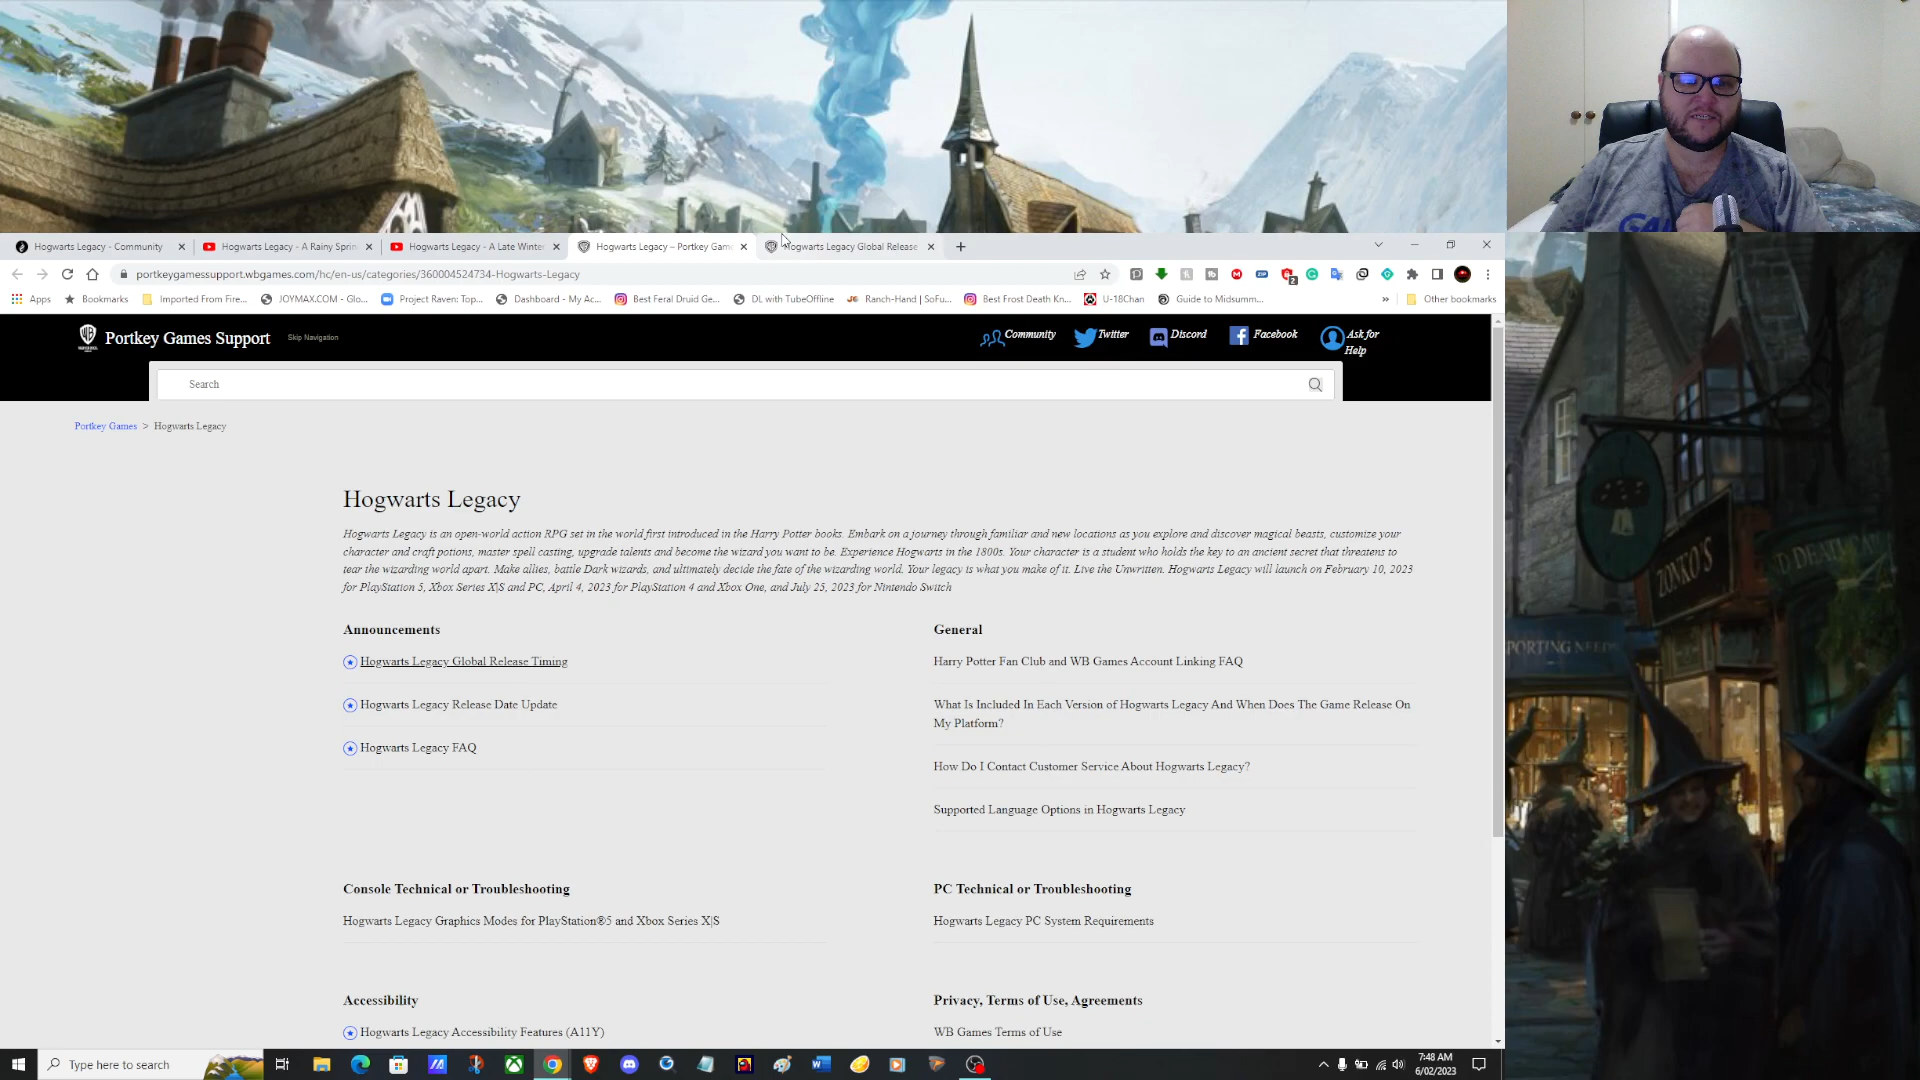 Hogwarts Legacy - Community
Hogwarts Legacy - A Rainy Sprin
Hogwarts Legacy - A Late Winter
Hogwarts Legacy – Portkey Game
Hogwarts Legacy Global Release
portkeygamessupport.wbgames.com/hc/en-us/categories/360004524734-Hogwarts-Legacy
Apps
Bookmarks
Imported From Fire...
JOYMAX.COM - Glo...
Project Raven: Top...
Dashboard - My Ac...
Best Feral Druid Ge...
DL with TubeOffline
Ranch-Hand | SoFu...
Best Frost Death Kn...
U-18Chan
Guide to Midsumm...
»
Other bookmarks
Portkey Games Support
Skip Navigation
Community
Twitter
Discord
Facebook
Ask for
Help
Search
Portkey Games > Hogwarts Legacy
Hogwarts Legacy
Hogwarts Legacy is an open-world action RPG set in the world first introduced in the Harry Potter books. Embark on a journey through familiar and new locations as you explore and discover magical beasts, customize your
character and craft potions, master spell casting, upgrade talents and become the wizard you want to be. Experience Hogwarts in the 1800s. Your character is a student who holds the key to an ancient secret that threatens to
tear the wizarding world apart. Make allies, battle Dark wizards, and ultimately decide the fate of the wizarding world. Your legacy is what you make of it. Live the Unwritten. Hogwarts Legacy will launch on February 10, 2023
for PlayStation 5, Xbox Series X|S and PC, April 4, 2023 for PlayStation 4 and Xbox One, and July 25, 2023 for Nintendo Switch
Announcements
Hogwarts Legacy Global Release Timing
Hogwarts Legacy Release Date Update
Hogwarts Legacy FAQ
General
Harry Potter Fan Club and WB Games Account Linking FAQ
What Is Included In Each Version of Hogwarts Legacy And When Does The Game Release On
My Platform?
How Do I Contact Customer Service About Hogwarts Legacy?
Supported Language Options in Hogwarts Legacy
Console Technical or Troubleshooting
Hogwarts Legacy Graphics Modes for PlayStation®5 and Xbox Series X|S
PC Technical or Troubleshooting
Hogwarts Legacy PC System Requirements
Accessibility
Hogwarts Legacy Accessibility Features (A11Y)
Privacy, Terms of Use, Agreements
WB Games Terms of Use
ZONKO'S
PORTING NEEDS
Type here to search
7:48 AM
6/02/2023